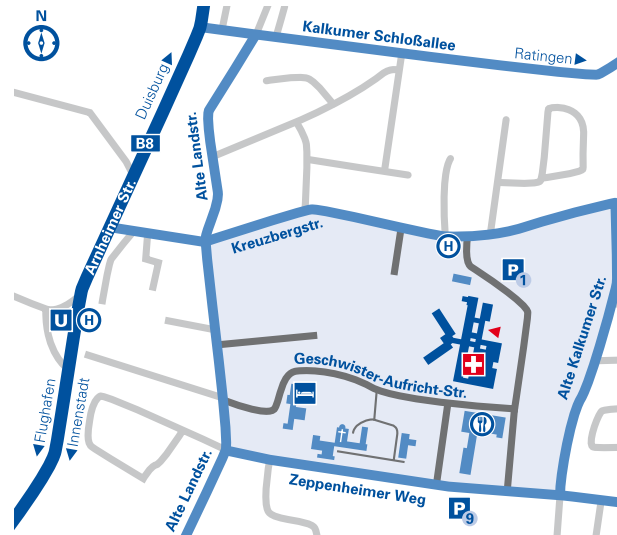 N
Kalkumer Schloßallee
Ratingen
Duisburg
B8
Alte Landstr.
Arnheimer Str.
Kreuzbergstr.
H
P
1
U
H
Alte Kalkumer Str.
Geschwister-Aufricht-Str.
Flughafen
Innenstadt
Alte Landstr.
Zeppenheimer Weg
P
9